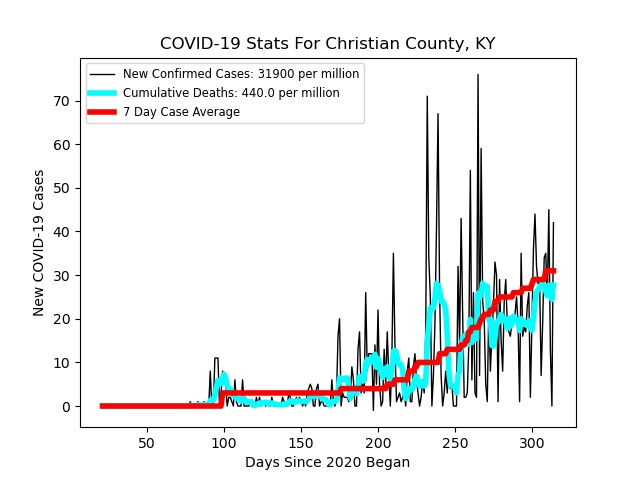 COVID-19 Stats For Christian County, KY
New Confirmed Cases: 31900 per million
Cumulative Deaths: 440.0 per million
7 Day Case Average
New COVID-19 Cases
70
60
50
40
30
20
10
0
50 100 150 200 250 300
Days Since 2020 Began